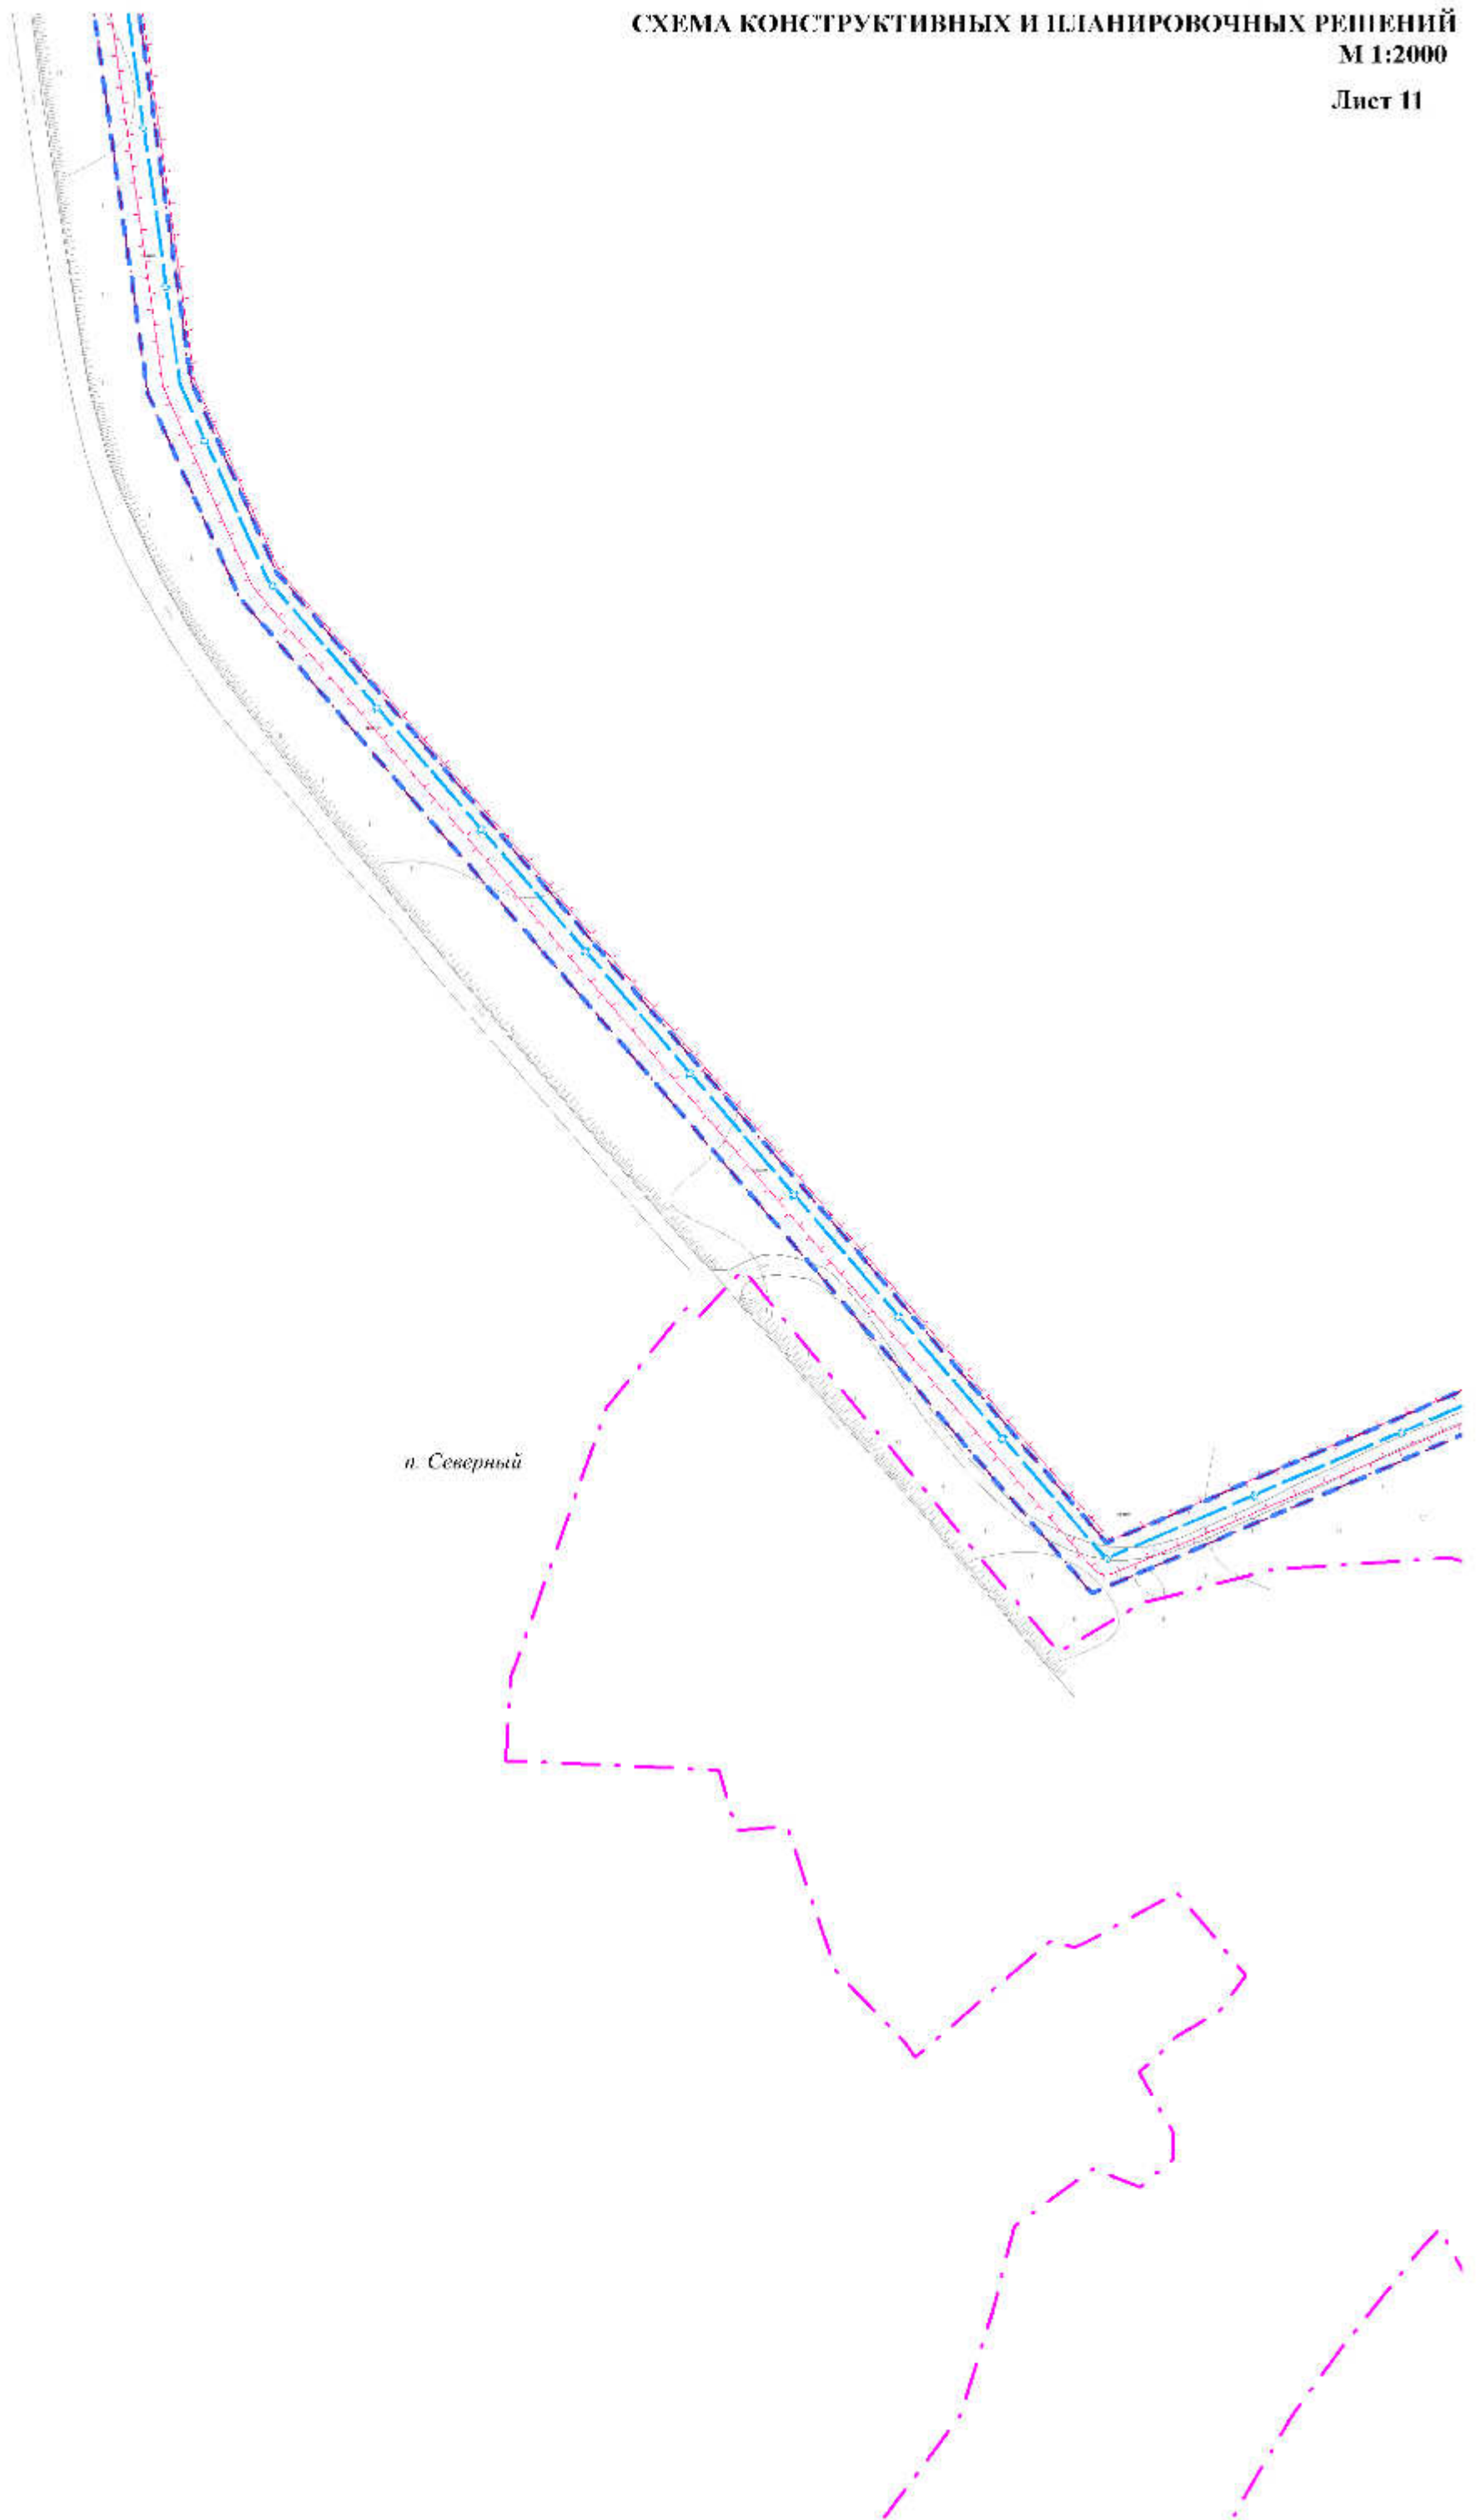 СХЕМА КОНСТРУКТИВНЫХ И ПЛАНИРОВОЧНЫХ РЕШЕНИЙ
М 1:2000
Лист 11
п. Северный